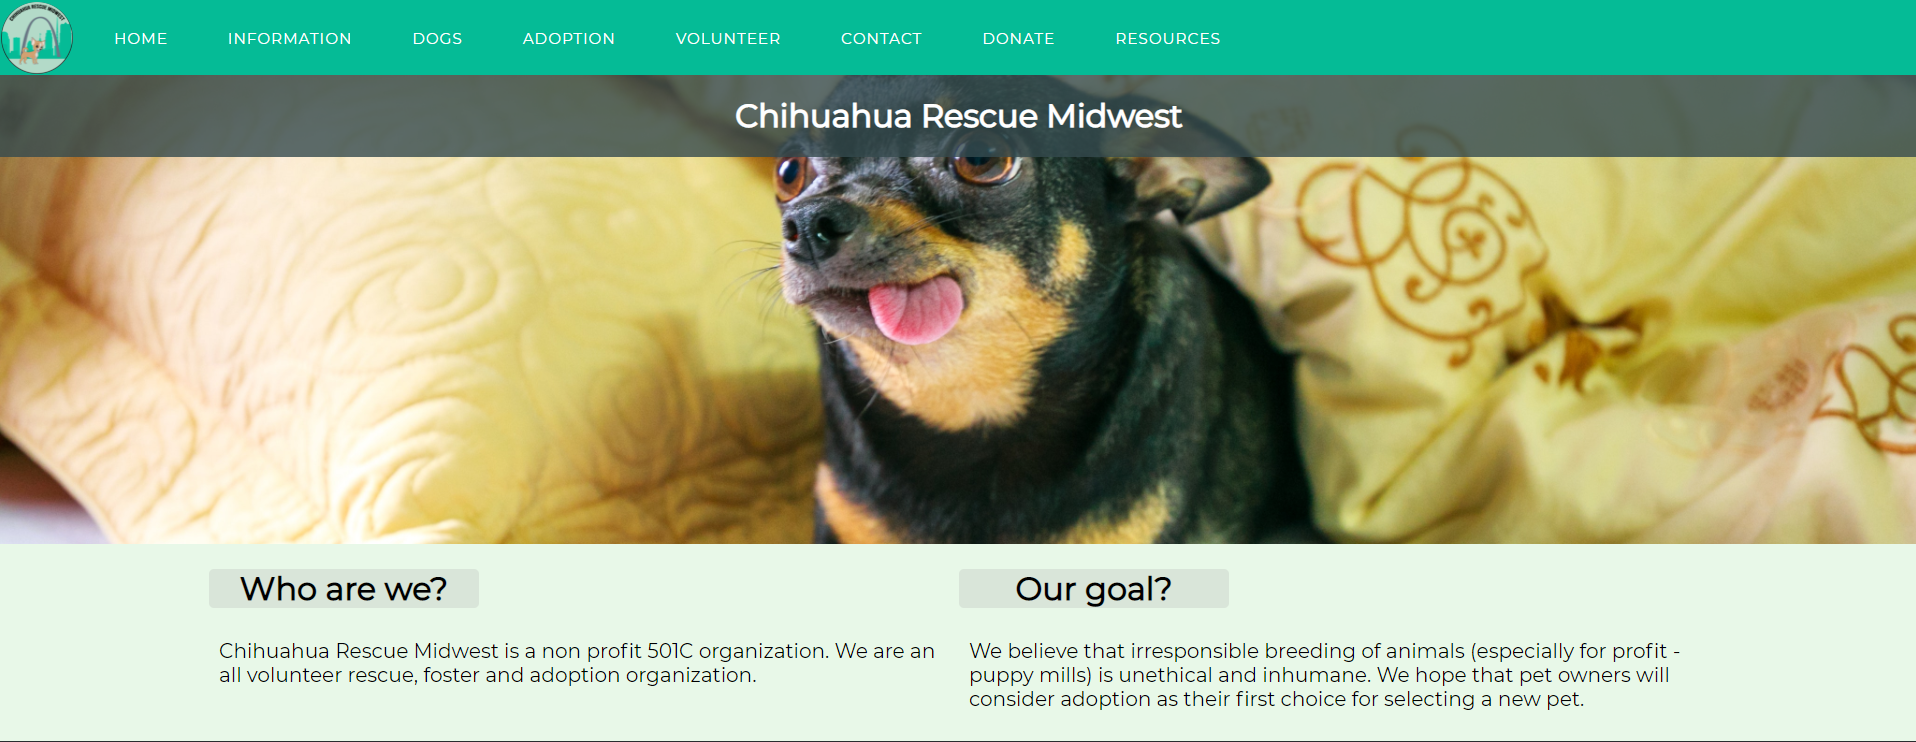 CHIHUAHUA RESCUE MIDWEST
HOME INFORMATION DOGS ADOPTION VOLUNTEER CONTACT DONATE RESOURCES
Chihuahua Rescue Midwest
Who are we?
Chihuahua Rescue Midwest is a non profit 501C organization. We are an
all volunteer rescue, foster and adoption organization.
Our goal?
We believe that irresponsible breeding of animals (especially for profit -
puppy mills) is unethical and inhumane. We hope that pet owners will
consider adoption as their first choice for selecting a new pet.